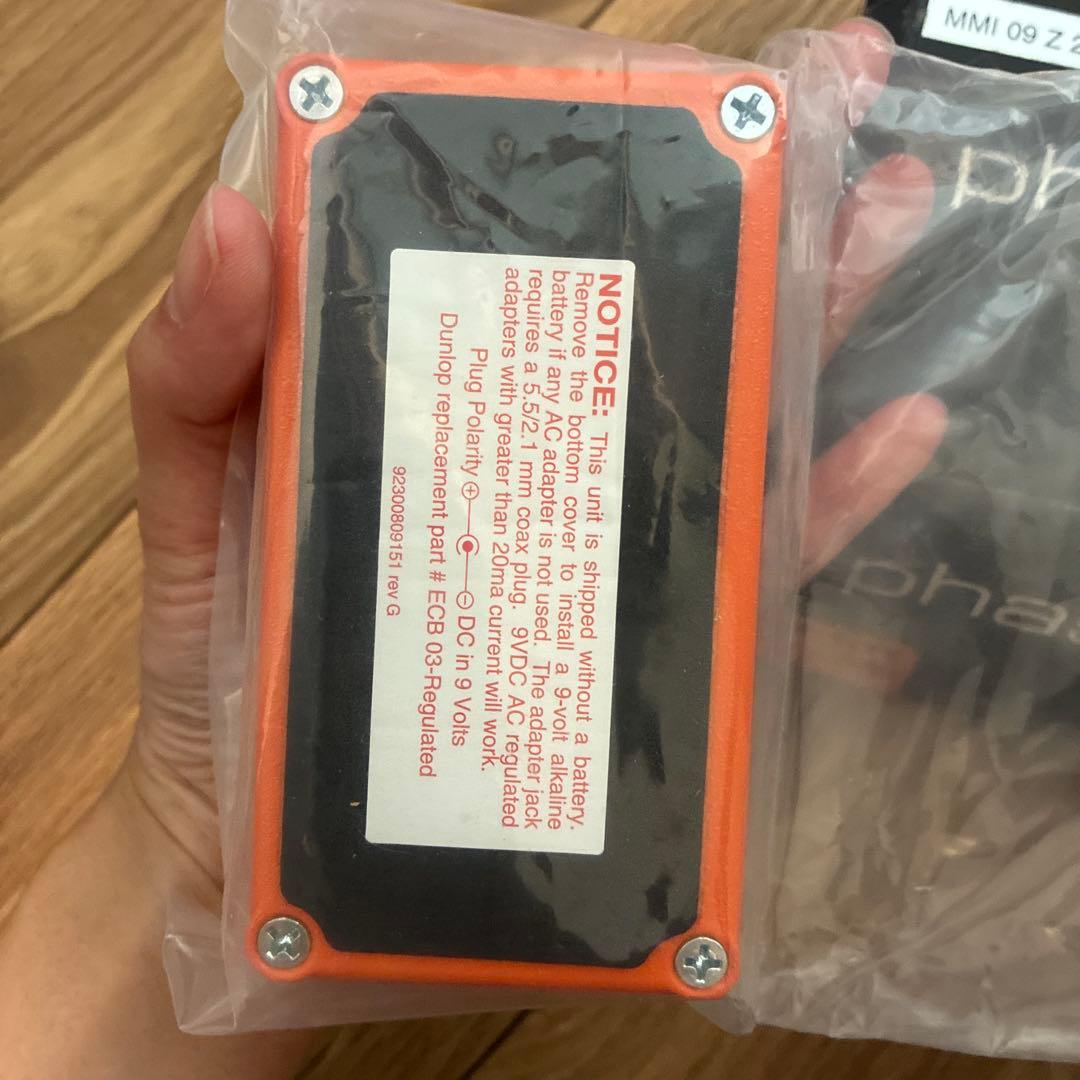 NOTICE: This unit is shipped without a battery.
Remove the bottom cover to install a 9-volt alkaline
battery if any AC adapter is not used. The adapter jack
requires a 5.5/2.1 mm coax plug. 9VDC AC regulated
adapters with greater than 20ma current will work.
Plug Polarity + - DC in 9 Volts
Dunlop replacement part # ECB 03-Regulated
92300809151 rev G
MMI 09 Z
ph
phas